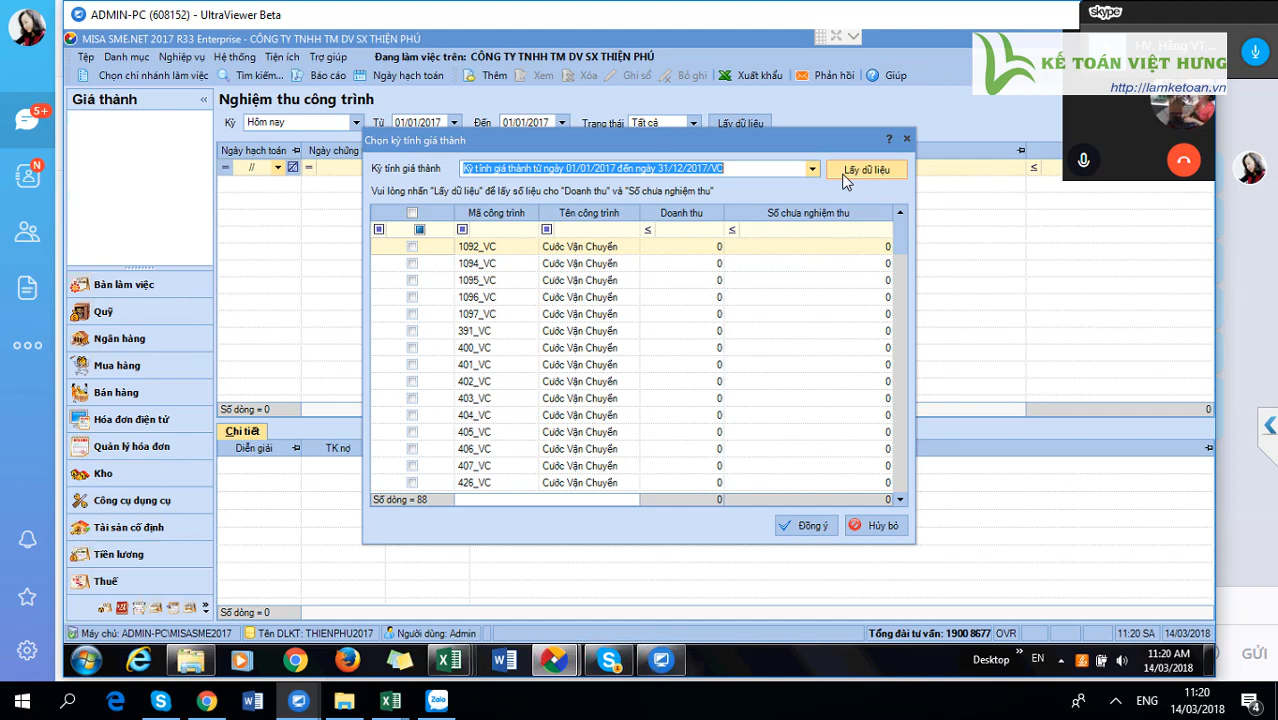 ADMIN-PC (608152) - UltraViewer Beta
skype
MISA SME.NET 2017 R33 Enterprise - CÔNG TY TNHH TM DV SX THIỆN PHÚ
HV. Hằng VT...
KẾ TOÁN VIỆT HƯNG
http://lamketoan.vn
5+
Tệp Danh mục Nghiệp vụ Hệ thống Tiện ích Trợ giúp Đang làm việc trên: CÔNG TY TNHH TM DV SX THIỆN PHÚ
Chọn chi nhánh làm việc Tìm kiếm... Báo cáo Ngày hạch toán Thêm Xem Xóa Ghi sổ Bỏ ghi Xuất khẩu Phản hồi Giúp
Giá thành « Nghiệm thu công trình
Kỳ Hôm nay Từ 01/01/2017 Đến 01/01/2017 Trạng thái Tất cả Lấy dữ liệu
Ngày hạch toán Ngày chứng
= // = ≤
Chọn kỳ tính giá thành ?
Kỳ tính giá thành Kỳ tính giá thành từ ngày 01/01/2017 đến ngày 31/12/2017/VC Lấy dữ liệu
Vui lòng nhấn "Lấy dữ liệu" để lấy số liệu cho "Doanh thu" và "Số chưa nghiệm thu"
Mã công trình Tên công trình Doanh thu Số chưa nghiệm thu
≤ ≤
1092_VC Cước Vận Chuyển 0 0
1094_VC Cước Vận Chuyển 0 0
1095_VC Cước Vận Chuyển 0 0
1096_VC Cước Vận Chuyển 0 0
1097_VC Cước Vận Chuyển 0 0
391_VC Cước Vận Chuyển 0 0
400_VC Cước Vận Chuyển 0 0
401_VC Cước Vận Chuyển 0 0
402_VC Cước Vận Chuyển 0 0
403_VC Cước Vận Chuyển 0 0
404_VC Cước Vận Chuyển 0 0
405_VC Cước Vận Chuyển 0 0
406_VC Cước Vận Chuyển 0 0
407_VC Cước Vận Chuyển 0 0
426_VC Cước Vận Chuyển 0 0
Số dòng = 88 0 0
Đồng ý Hủy bỏ
Bàn làm việc
Quỹ
Ngân hàng
Mua hàng
Bán hàng
Hóa đơn điện tử
Quản lý hóa đơn
Kho
Công cụ dụng cụ
Tài sản cố định
Tiền lương
Thuế
Số dòng = 0 0
Chi tiết
Diễn giải TK nợ
Số dòng = 0
Máy chủ: ADMIN-PC\MISASME2017 Tên DLKT: THIENPHU2017 Người dùng: Admin Tổng đài tư vấn: 1900 8677 OVR 11:20 SA 14/03/2018
Desktop » EN 11:20 AM
14/03/2018
GỬI
ENG 11:20
14/03/2018
4